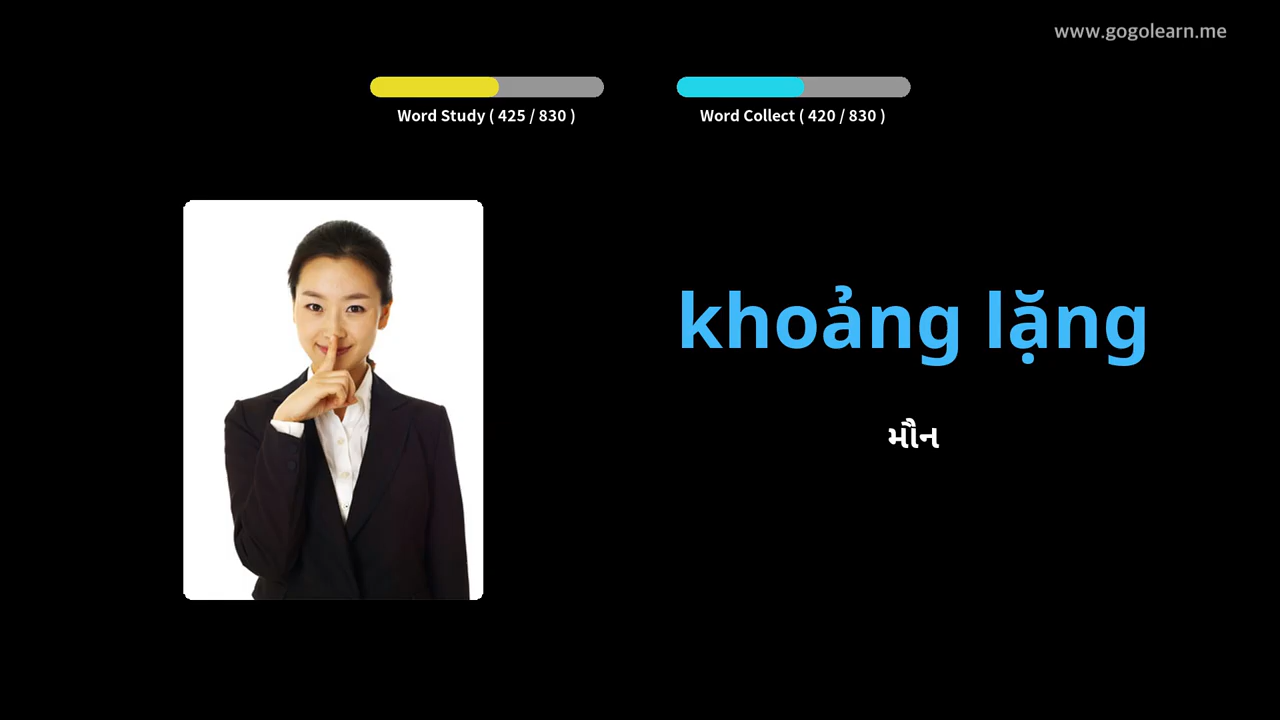 www.gogolearn.me
Word Study ( 425 / 830 )
Word Collect ( 420 / 830 )
khoảng lặng
મૌન